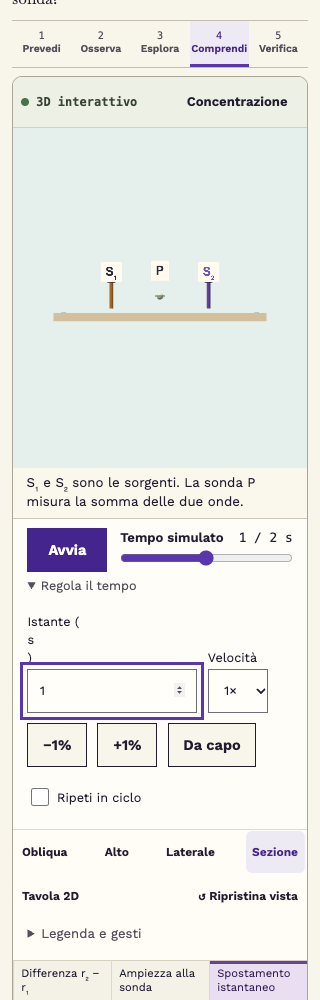 sonda?
1 2 3 4 5
Prevedi Osserva Esplora Comprendi Verifica
3D interattivo Concentrazione
S₁ P S₂
S₁ e S₂ sono le sorgenti. La sonda P
misura la somma delle due onde.
Avvia Tempo simulato 1 / 2 s
▼ Regola il tempo
Istante (
s
) Velocità
1 1×
−1% +1% Da capo
Ripeti in ciclo
Obliqua Alto Laterale Sezione
Tavola 2D ↺ Ripristina vista
▶ Legenda e gesti
Differenza r₂ − Ampiezza alla Spostamento
r₁ sonda istantaneo